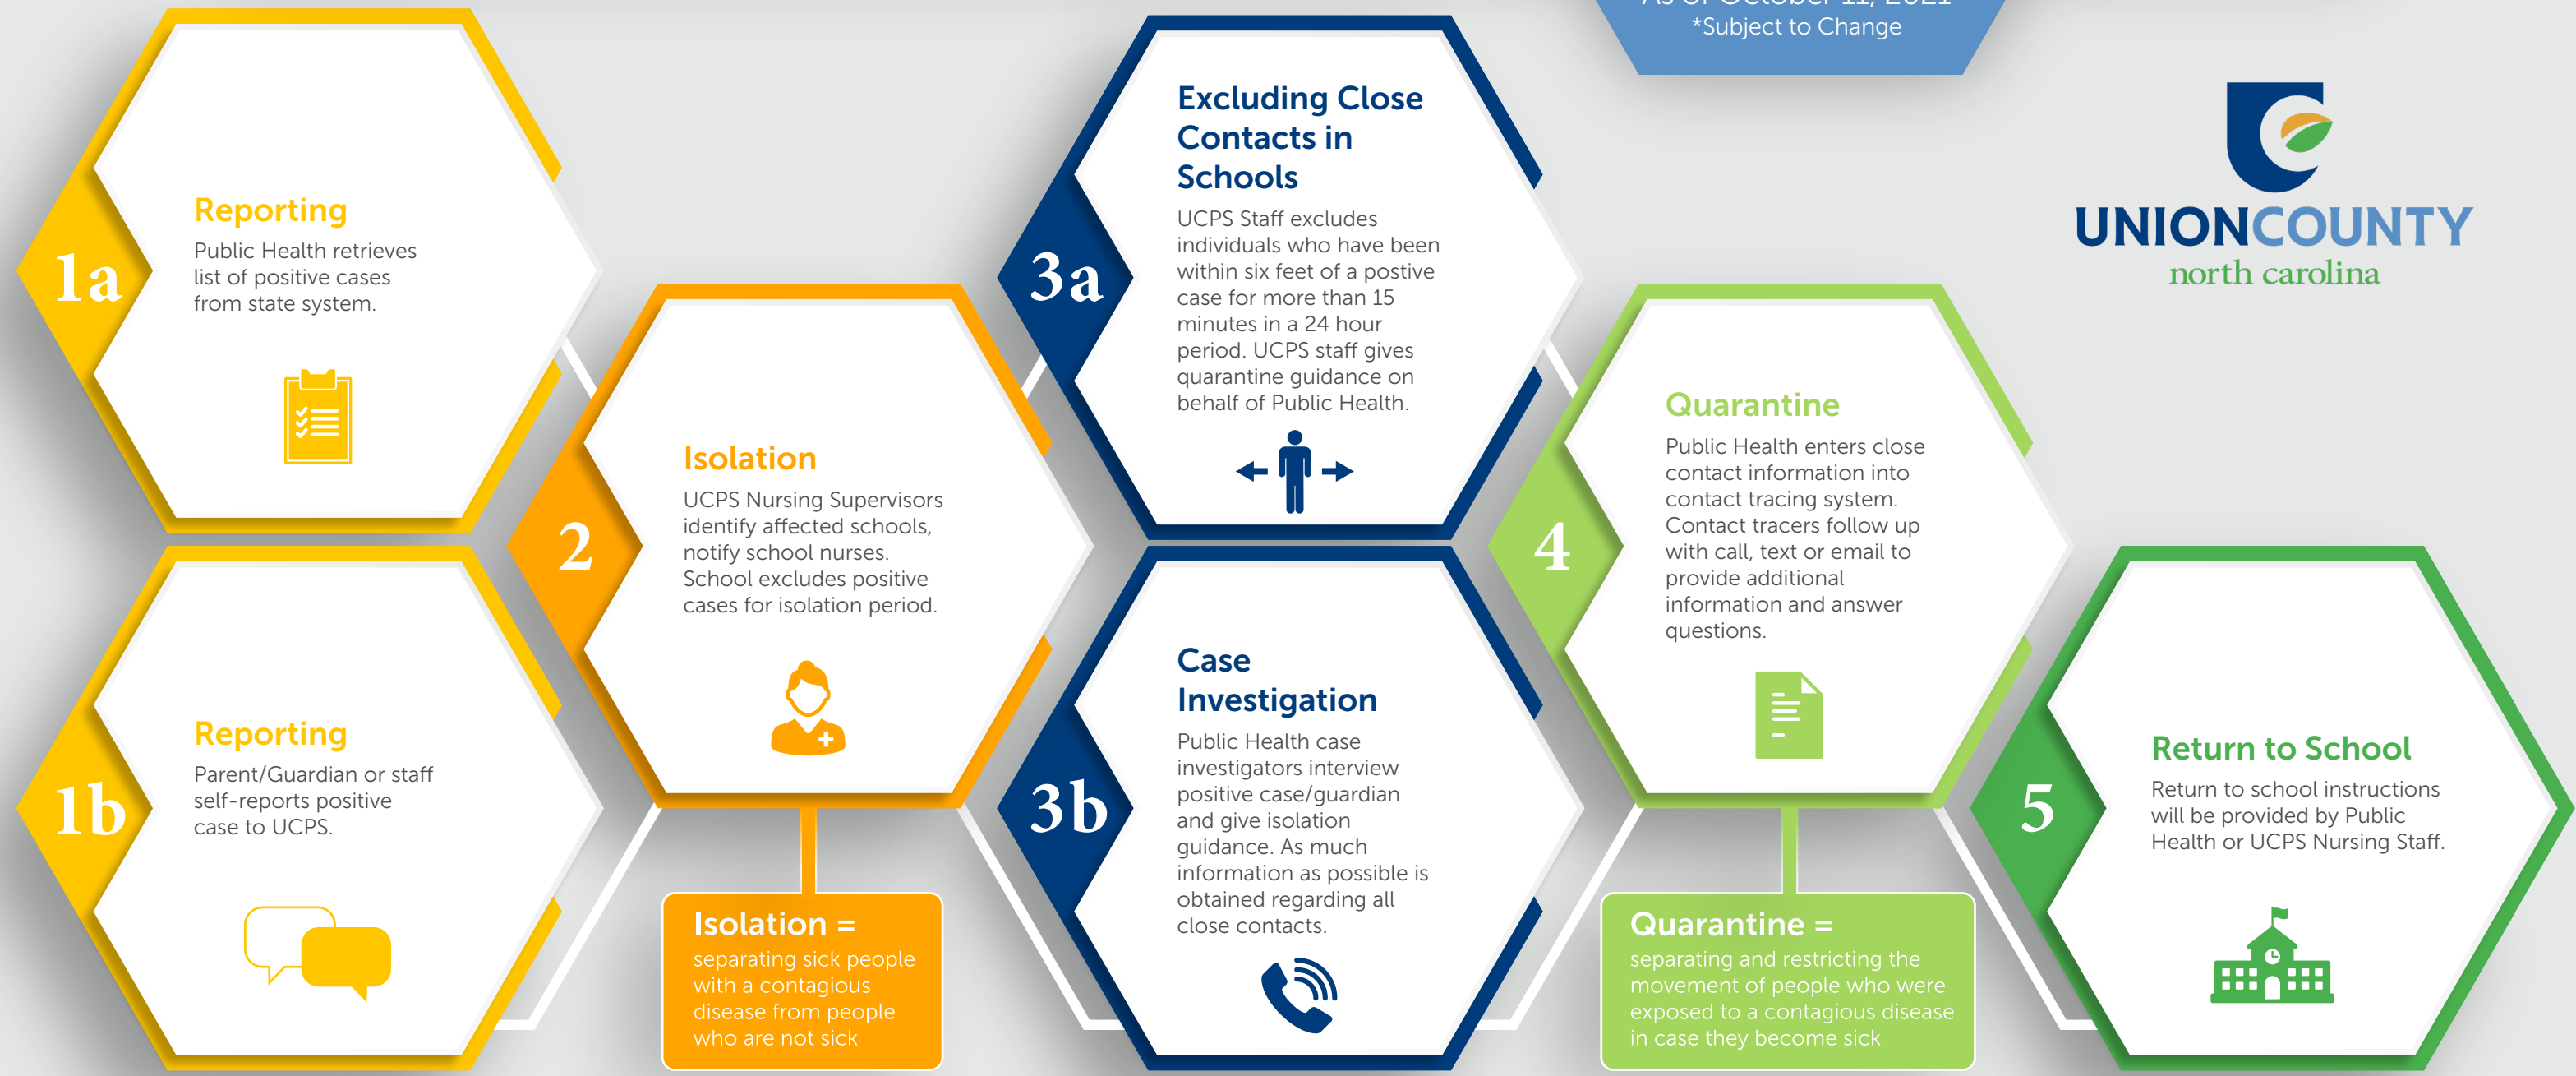 1a
Reporting
Public Health retrieves
list of positive cases
from state system.
1b
Reporting
Parent/Guardian or staff
self-reports positive
case to UCPS.
2
Isolation
UCPS Nursing Supervisors
identify affected schools,
notify school nurses.
School excludes positive
cases for isolation period.
Isolation =
separating sick people
with a contagious
disease from people
who are not sick
3a
Excluding Close
Contacts in
Schools
UCPS Staff excludes
individuals who have been
within six feet of a postive
case for more than 15
minutes in a 24 hour
period. UCPS staff gives
quarantine guidance on
behalf of Public Health.
3b
Case
Investigation
Public Health case
investigators interview
positive case/guardian
and give isolation
guidance. As much
information as possible is
obtained regarding all
close contacts.
As of October 11, 2021
*Subject to Change
4
Quarantine
Public Health enters close
contact information into
contact tracing system.
Contact tracers follow up
with call, text or email to
provide additional
information and answer
questions.
Quarantine =
separating and restricting the
movement of people who were
exposed to a contagious disease
in case they become sick
UNIONCOUNTY
north carolina
5
Return to School
Return to school instructions
will be provided by Public
Health or UCPS Nursing Staff.